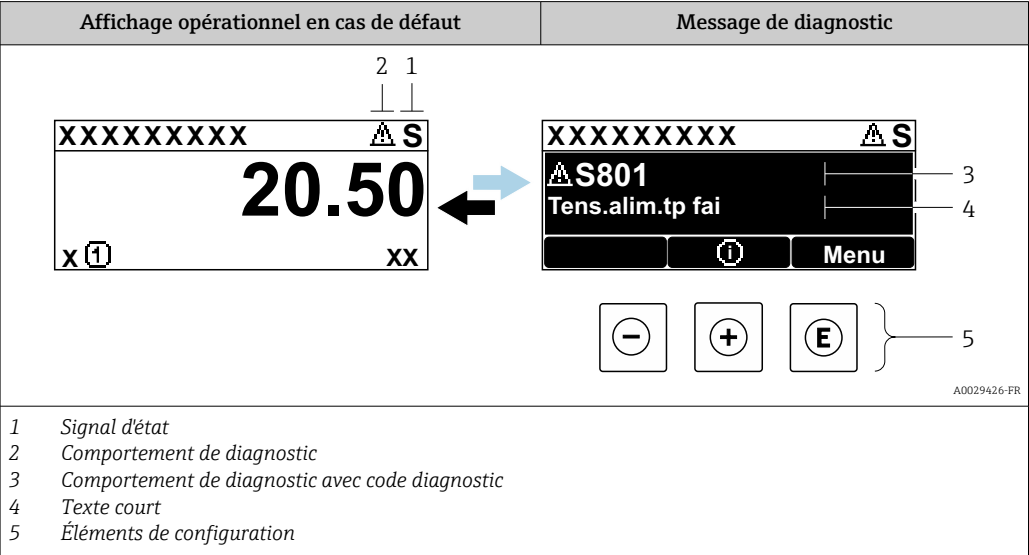 Affichage opérationnel en cas de défaut
Message de diagnostic
2 1
XXXXXXXXX S
20.50
x 1 xx
XXXXXXXXX S
S801
Tens.alim.tp fai
i Menu
3
4
- + E
5
A0029426-FR
1 Signal d'état
2 Comportement de diagnostic
3 Comportement de diagnostic avec code diagnostic
4 Texte court
5 Éléments de configuration